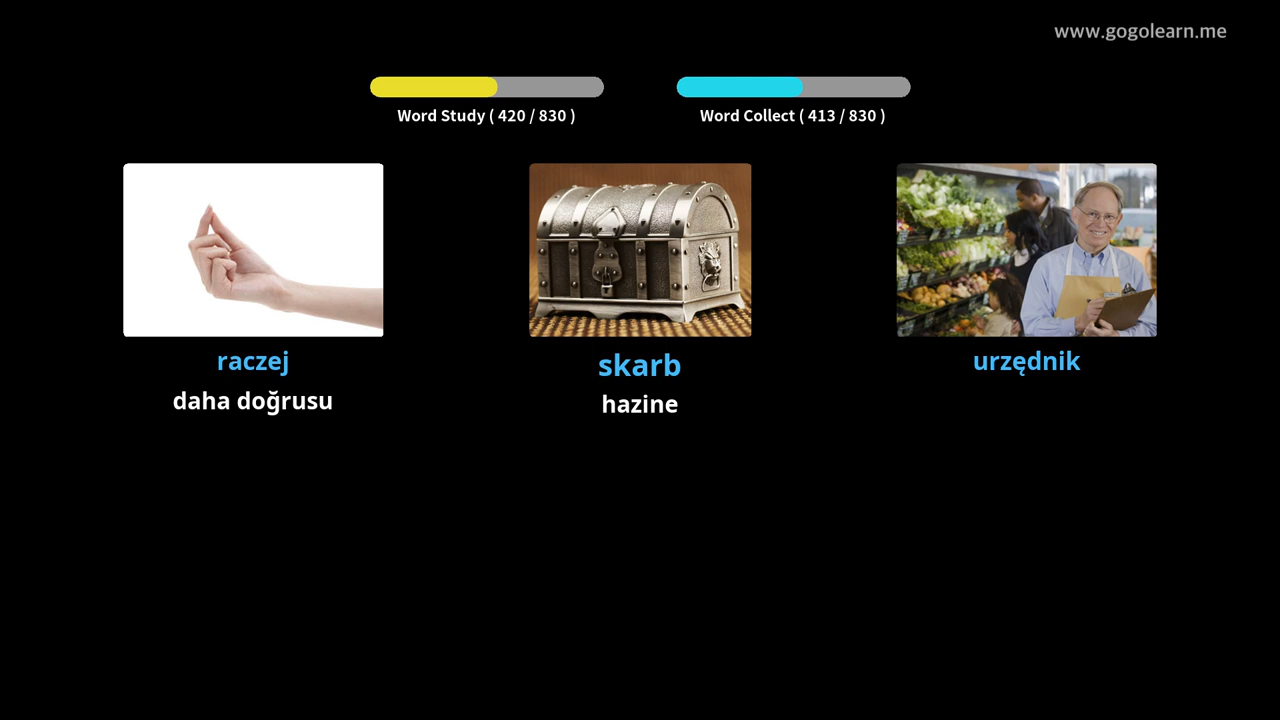 www.gogolearn.me
Word Study ( 420 / 830 )
Word Collect ( 413 / 830 )
raczej
skarb
urzędnik
daha doğrusu
hazine